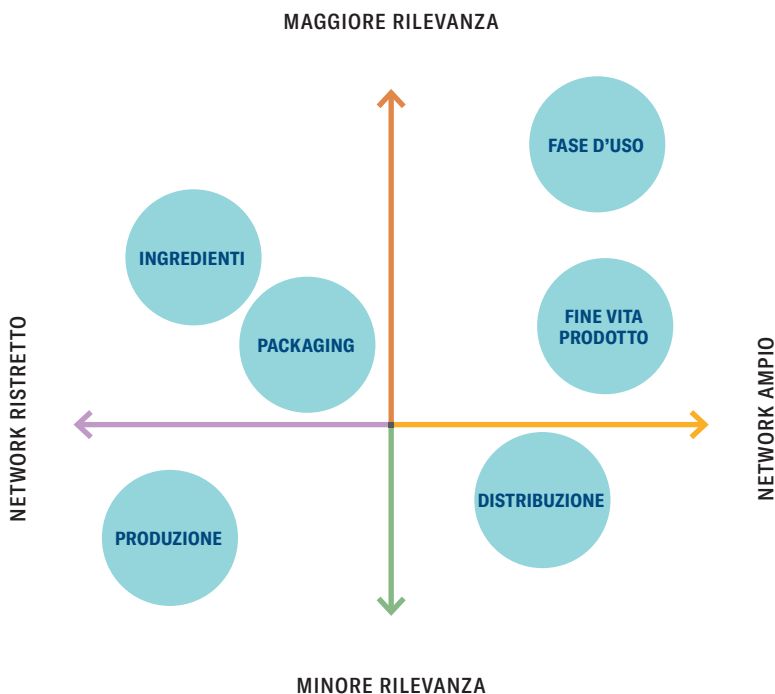 MAGGIORE RILEVANZA
FASE D'USO
INGREDIENTI
PACKAGING
FINE VITA
PRODOTTO
NETWORK RISTRETTO
NETWORK AMPIO
PRODUZIONE
DISTRIBUZIONE
MINORE RILEVANZA